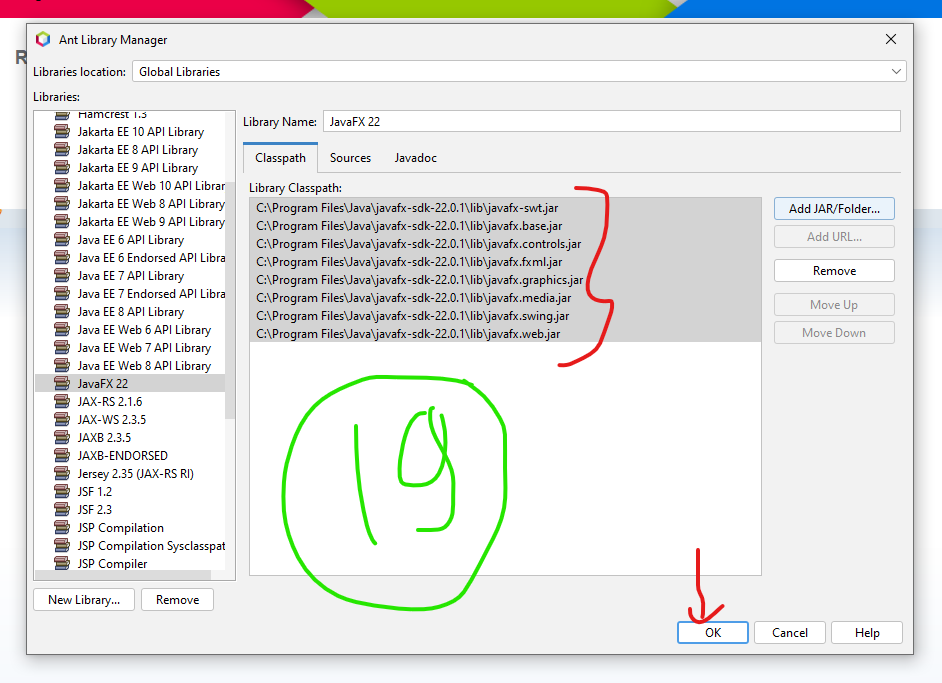 Ant Library Manager
Libraries location: Global Libraries
Libraries:
Hamcrest 1.3
Jakarta EE 10 API Library
Jakarta EE 8 API Library
Jakarta EE 9 API Library
Jakarta EE Web 10 API Librar
Jakarta EE Web 8 API Library
Jakarta EE Web 9 API Library
Java EE 6 API Library
Java EE 6 Endorsed API Libra
Java EE 7 API Library
Java EE 7 Endorsed API Libra
Java EE 8 API Library
Java EE Web 6 API Library
Java EE Web 7 API Library
Java EE Web 8 API Library
JavaFX 22
JAX-RS 2.1.6
JAX-WS 2.3.5
JAXB 2.3.5
JAXB-ENDORSED
Jersey 2.35 (JAX-RS RI)
JSF 1.2
JSF 2.3
JSP Compilation
JSP Compilation Sysclasspat
JSP Compiler
New Library... Remove
Library Name: JavaFX 22
Classpath Sources Javadoc
Library Classpath:
C:\Program Files\Java\javafx-sdk-22.0.1\lib\javafx-swt.jar
C:\Program Files\Java\javafx-sdk-22.0.1\lib\javafx.base.jar
C:\Program Files\Java\javafx-sdk-22.0.1\lib\javafx.controls.jar
C:\Program Files\Java\javafx-sdk-22.0.1\lib\javafx.fxml.jar
C:\Program Files\Java\javafx-sdk-22.0.1\lib\javafx.graphics.jar
C:\Program Files\Java\javafx-sdk-22.0.1\lib\javafx.media.jar
C:\Program Files\Java\javafx-sdk-22.0.1\lib\javafx.swing.jar
C:\Program Files\Java\javafx-sdk-22.0.1\lib\javafx.web.jar
Add JAR/Folder...
Add URL...
Remove
Move Up
Move Down
19
OK Cancel Help